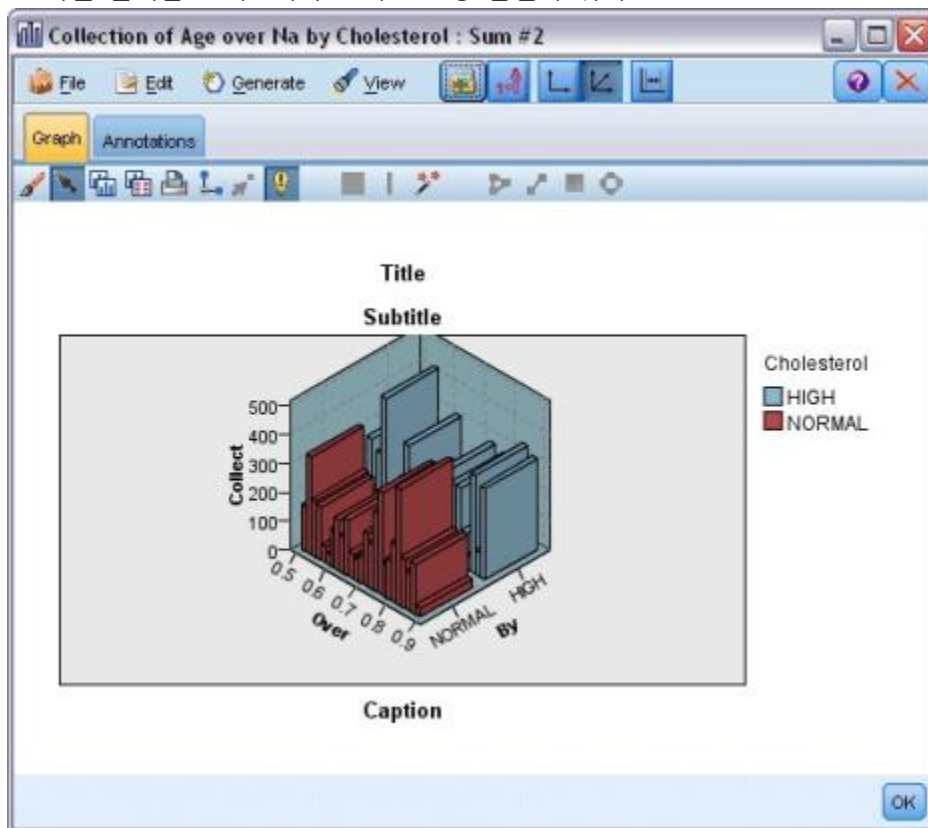 Collection of Age over Na by Cholesterol : Sum #2
File Edit Generate View
Graph Annotations
Title
Subtitle
Cholesterol
HIGH
NORMAL
500
400
300
200
100
0
Collect
0.5 0.6 0.7 0.8 0.9
Over
NORMAL HIGH
By
Caption
OK